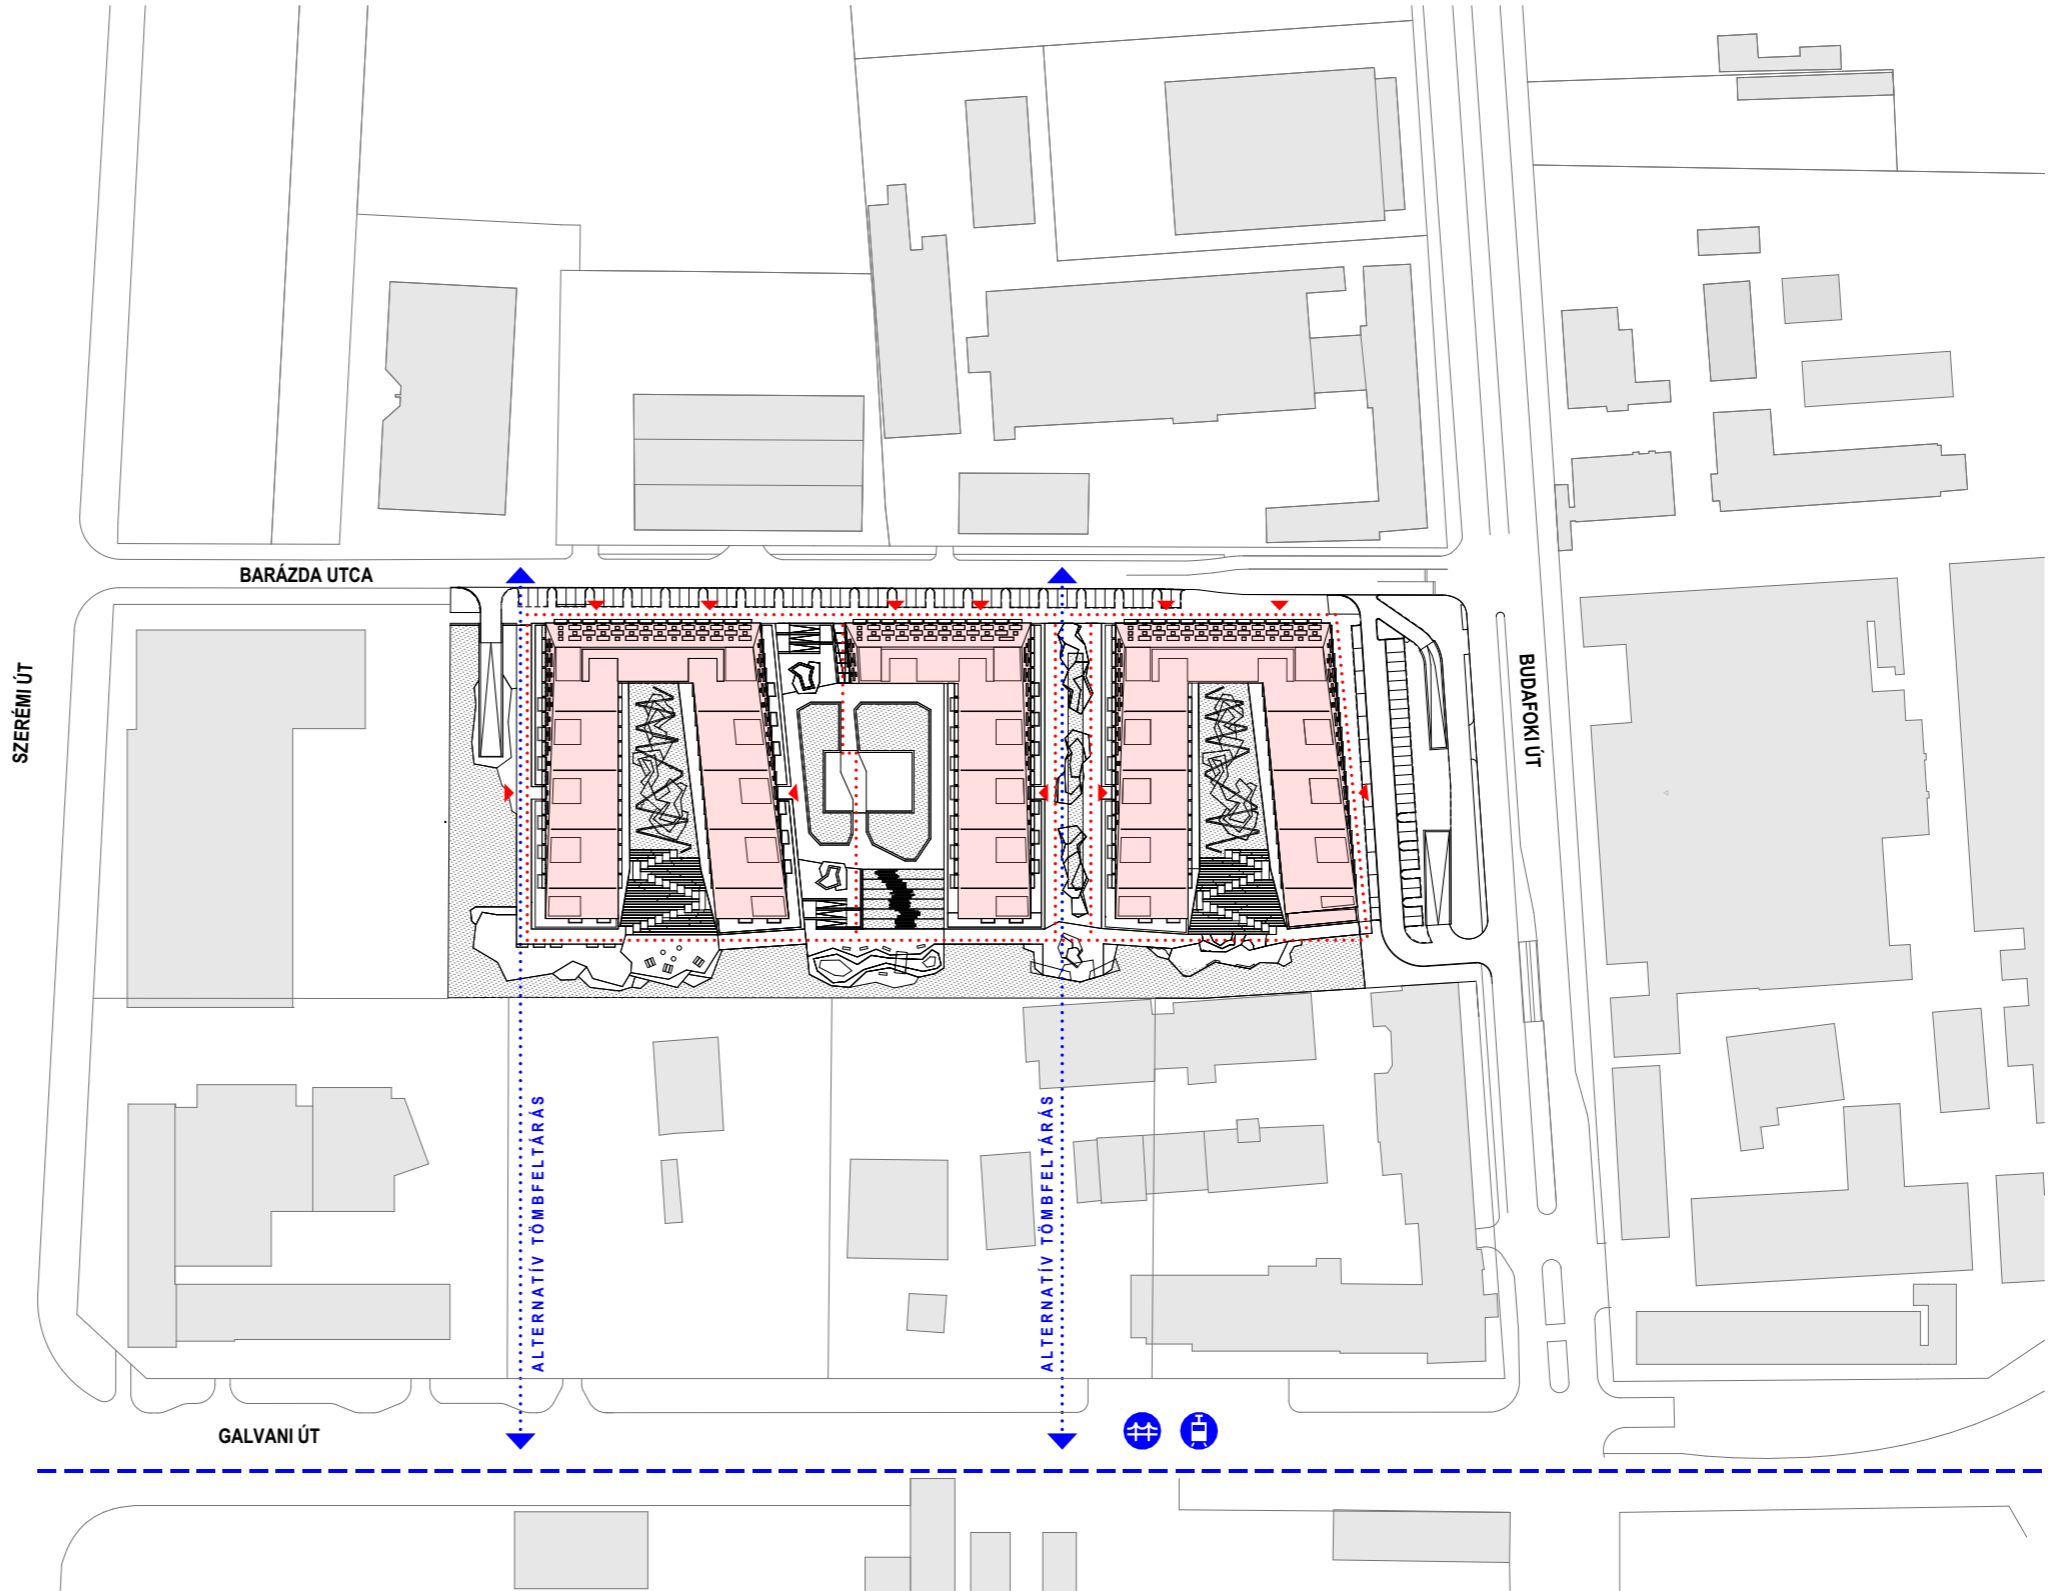 BARÁZDA UTCA
SZERÉMI ÚT
BUDAFOKI ÚT
ALTERNATÍV TÖMBFELTÁRÁS
ALTERNATÍV TÖMBFELTÁRÁS
GALVANI ÚT